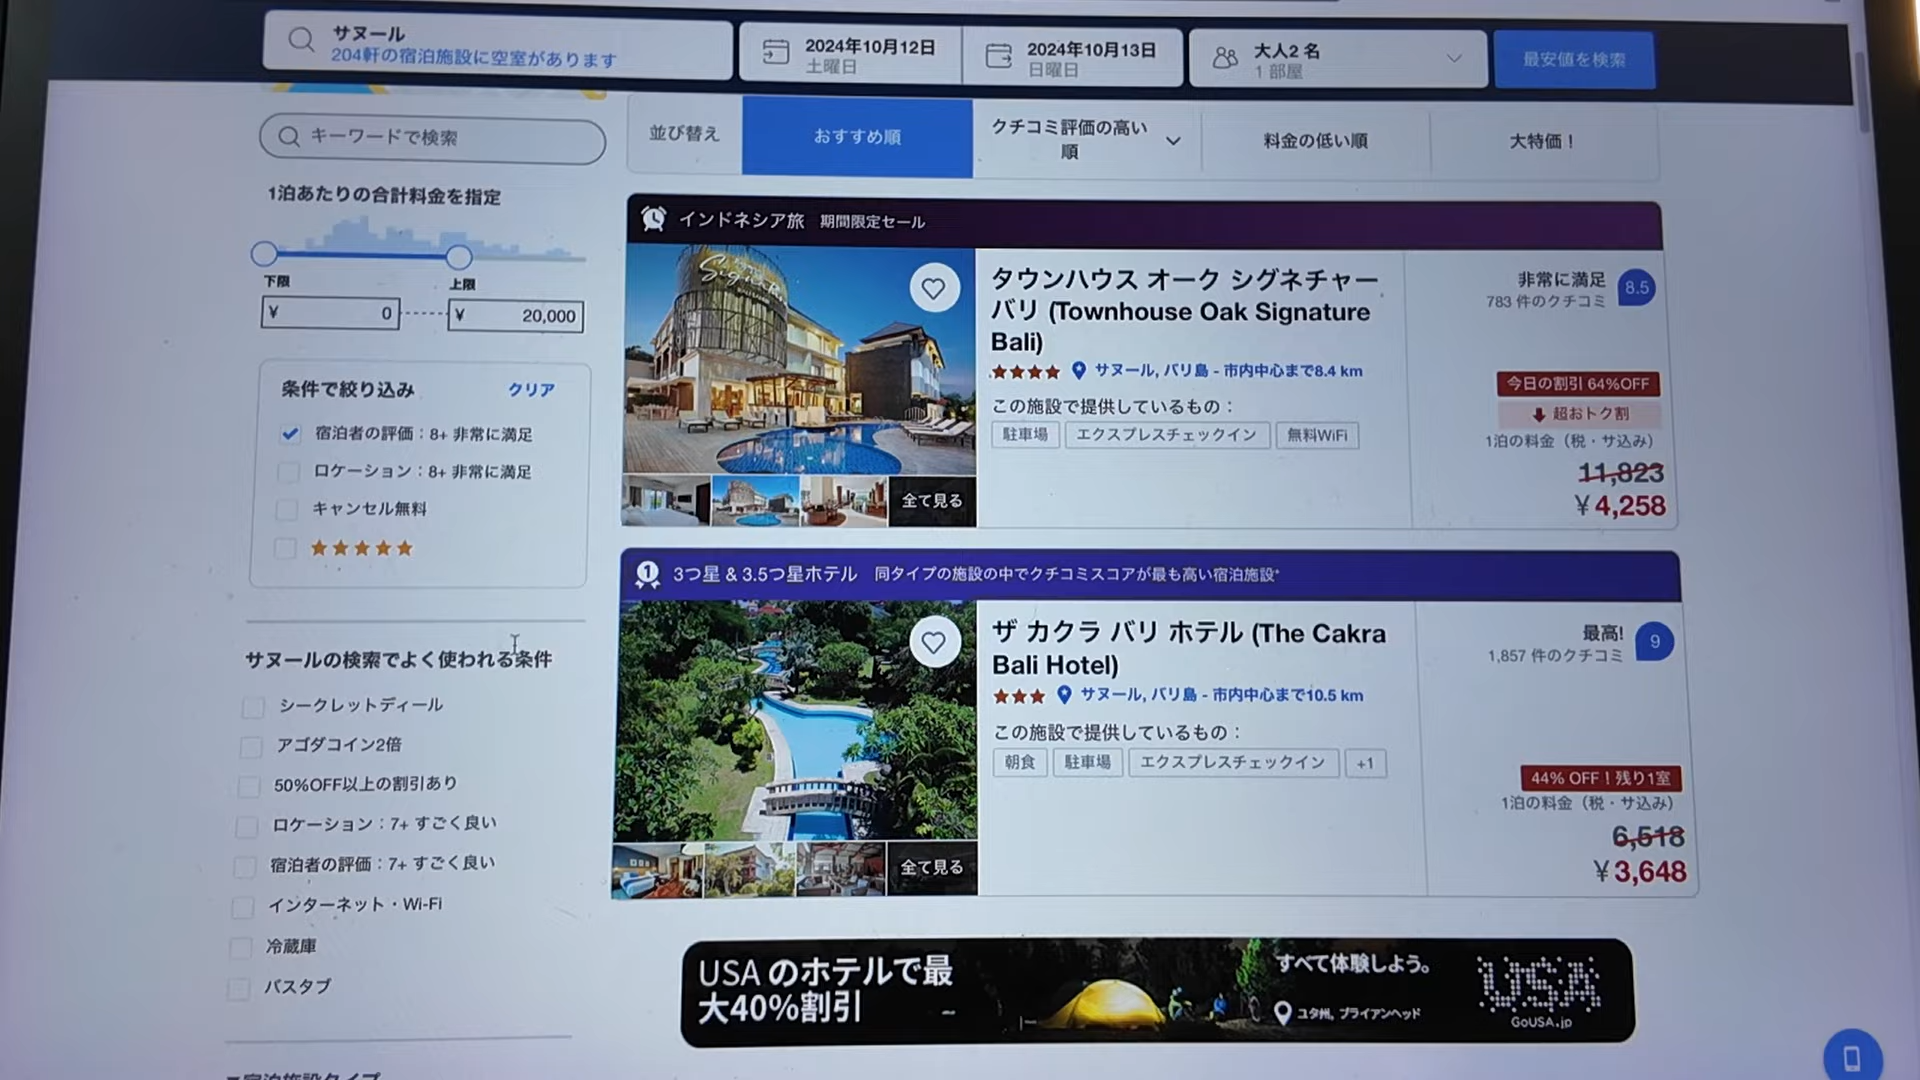 サヌール
204軒の宿泊施設に空室があります
2024年10月12日
土曜日
2024年10月13日
日曜日
大人2 名
1 部屋
最安値を検索
キーワードで検索
1泊あたりの合計料金を指定
下限
上限
¥ 0
¥ 20,000
条件で絞り込み
クリア
宿泊者の評価：8+ 非常に満足
ロケーション：8+ 非常に満足
キャンセル無料
サヌールの検索でよく使われる条件
シークレットディール
アゴダコイン2倍
50%OFF以上の割引あり
ロケーション：7+ すごく良い
宿泊者の評価：7+ すごく良い
インターネット・Wi-Fi
冷蔵庫
バスタブ
並び替え
おすすめ順
クチコミ評価の高い
順
料金の低い順
大特価！
インドネシア旅 期間限定セール
タウンハウス オーク シグネチャー
バリ (Townhouse Oak Signature
Bali)
サヌール, バリ島 - 市内中心まで8.4 km
この施設で提供しているもの：
駐車場
エクスプレスチェックイン
無料WiFi
全て見る
非常に満足
8.5
783 件のクチコミ
今日の割引 64%OFF
超おトク割
1泊の料金（税・サ込み）
11,823
¥4,258
1
3つ星 & 3.5つ星ホテル 同タイプの施設の中でクチコミスコアが最も高い宿泊施設*
ザ カクラ バリ ホテル (The Cakra
Bali Hotel)
サヌール, バリ島 - 市内中心まで10.5 km
この施設で提供しているもの：
朝食
駐車場
エクスプレスチェックイン
+1
全て見る
最高!
9
1,857 件のクチコミ
44% OFF！残り1室
1泊の料金（税・サ込み）
6,518
¥3,648
USA のホテルで最
大40%割引
すべて体験しよう。
ユタ州, ブライアンヘッド
USA
GoUSA.jp